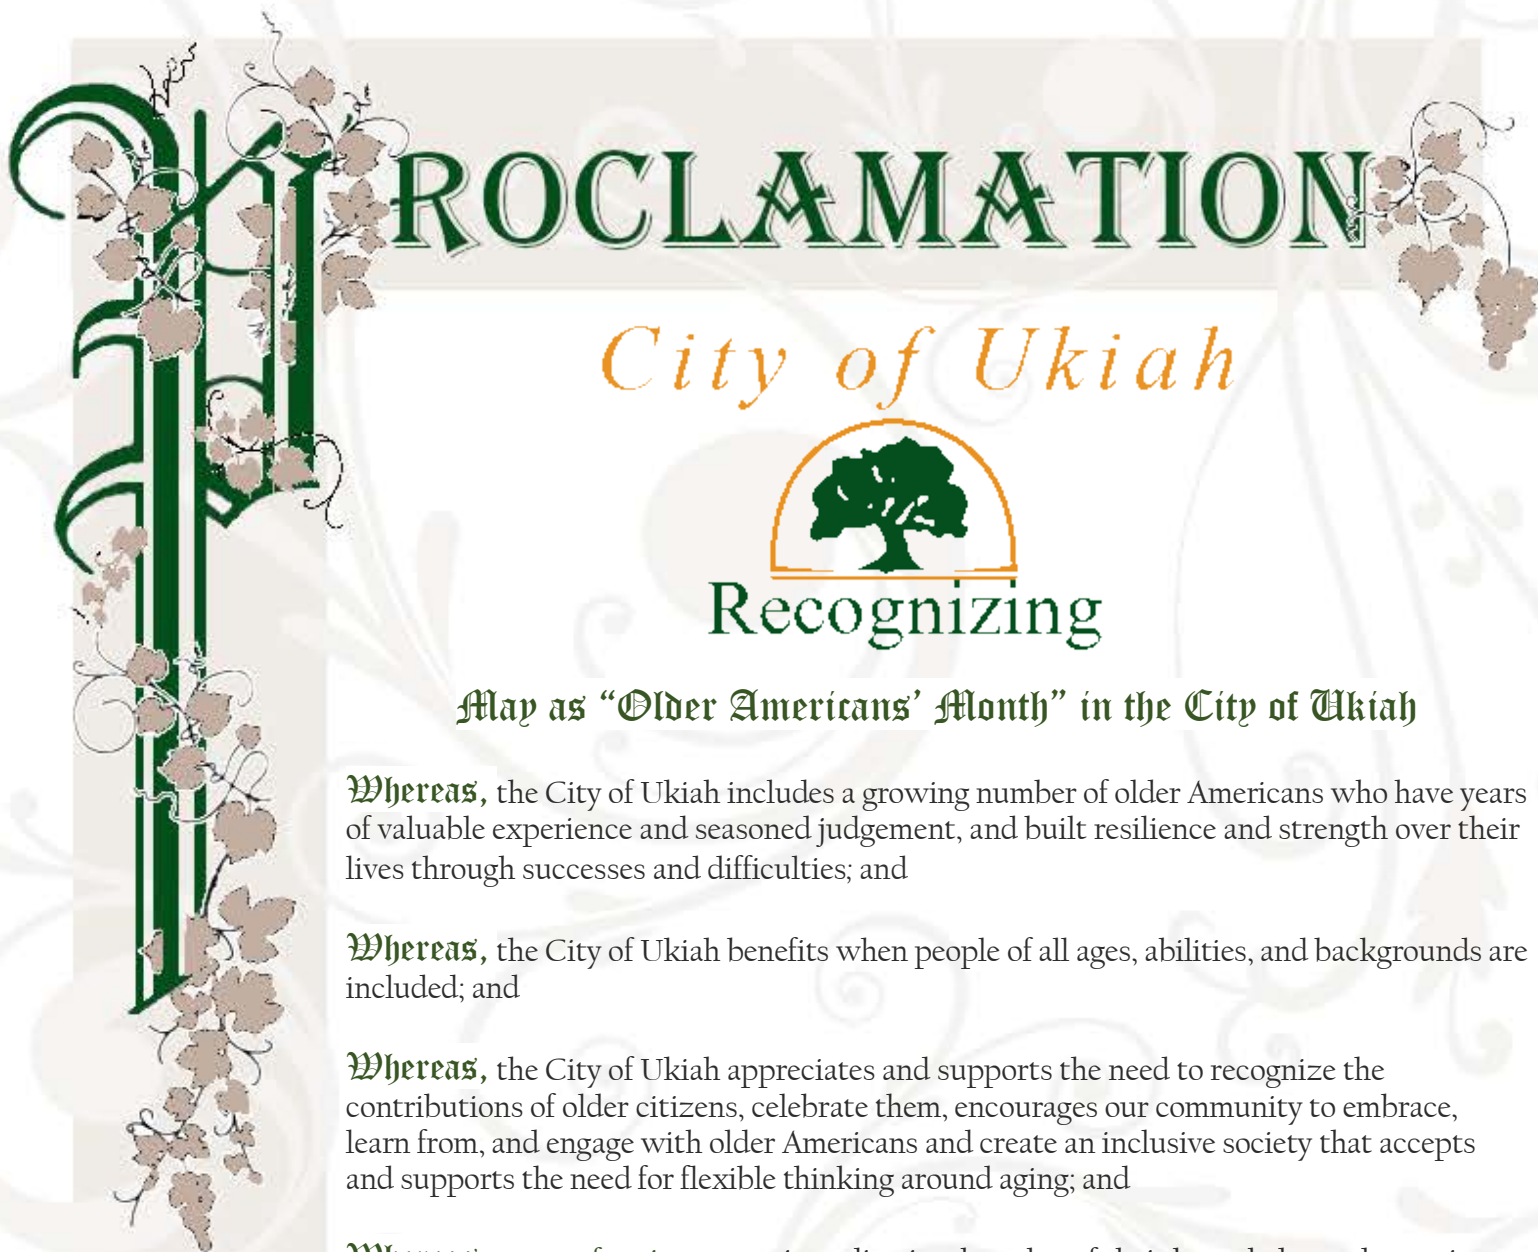 PROCLAMATION
City of Ukiah
Recognizing
May as “Older Americans’ Month” in the City of Ukiah
Whereas, the City of Ukiah includes a growing number of older Americans who have years
of valuable experience and seasoned judgement, and built resilience and strength over their
lives through successes and difficulties; and
Whereas, the City of Ukiah benefits when people of all ages, abilities, and backgrounds are
included; and
Whereas, the City of Ukiah appreciates and supports the need to recognize the
contributions of older citizens, celebrate them, encourages our community to embrace,
learn from, and engage with older Americans and create an inclusive society that accepts
and supports the need for flexible thinking around aging; and